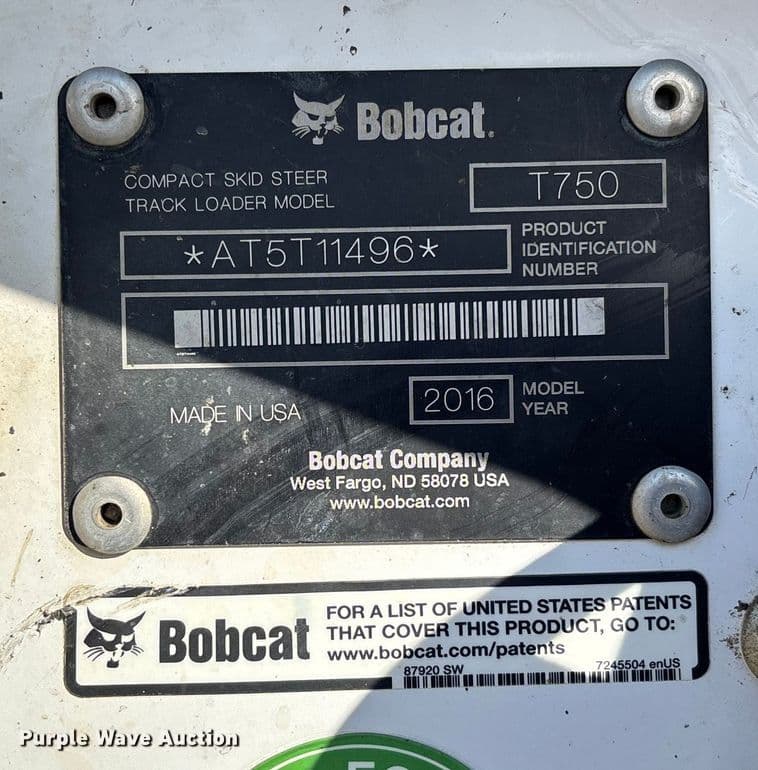 Bobcat.
COMPACT SKID STEER
TRACK LOADER MODEL
T750
*AT5T11496*
PRODUCT
IDENTIFICATION
NUMBER
MADE IN USA
2016
MODEL
YEAR
Bobcat Company
West Fargo, ND 58078 USA
www.bobcat.com
Bobcat
FOR A LIST OF UNITED STATES PATENTS
THAT COVER THIS PRODUCT, GO TO:
www.bobcat.com/patents
87920 SW
7245504 enUS
Purple Wave Auction